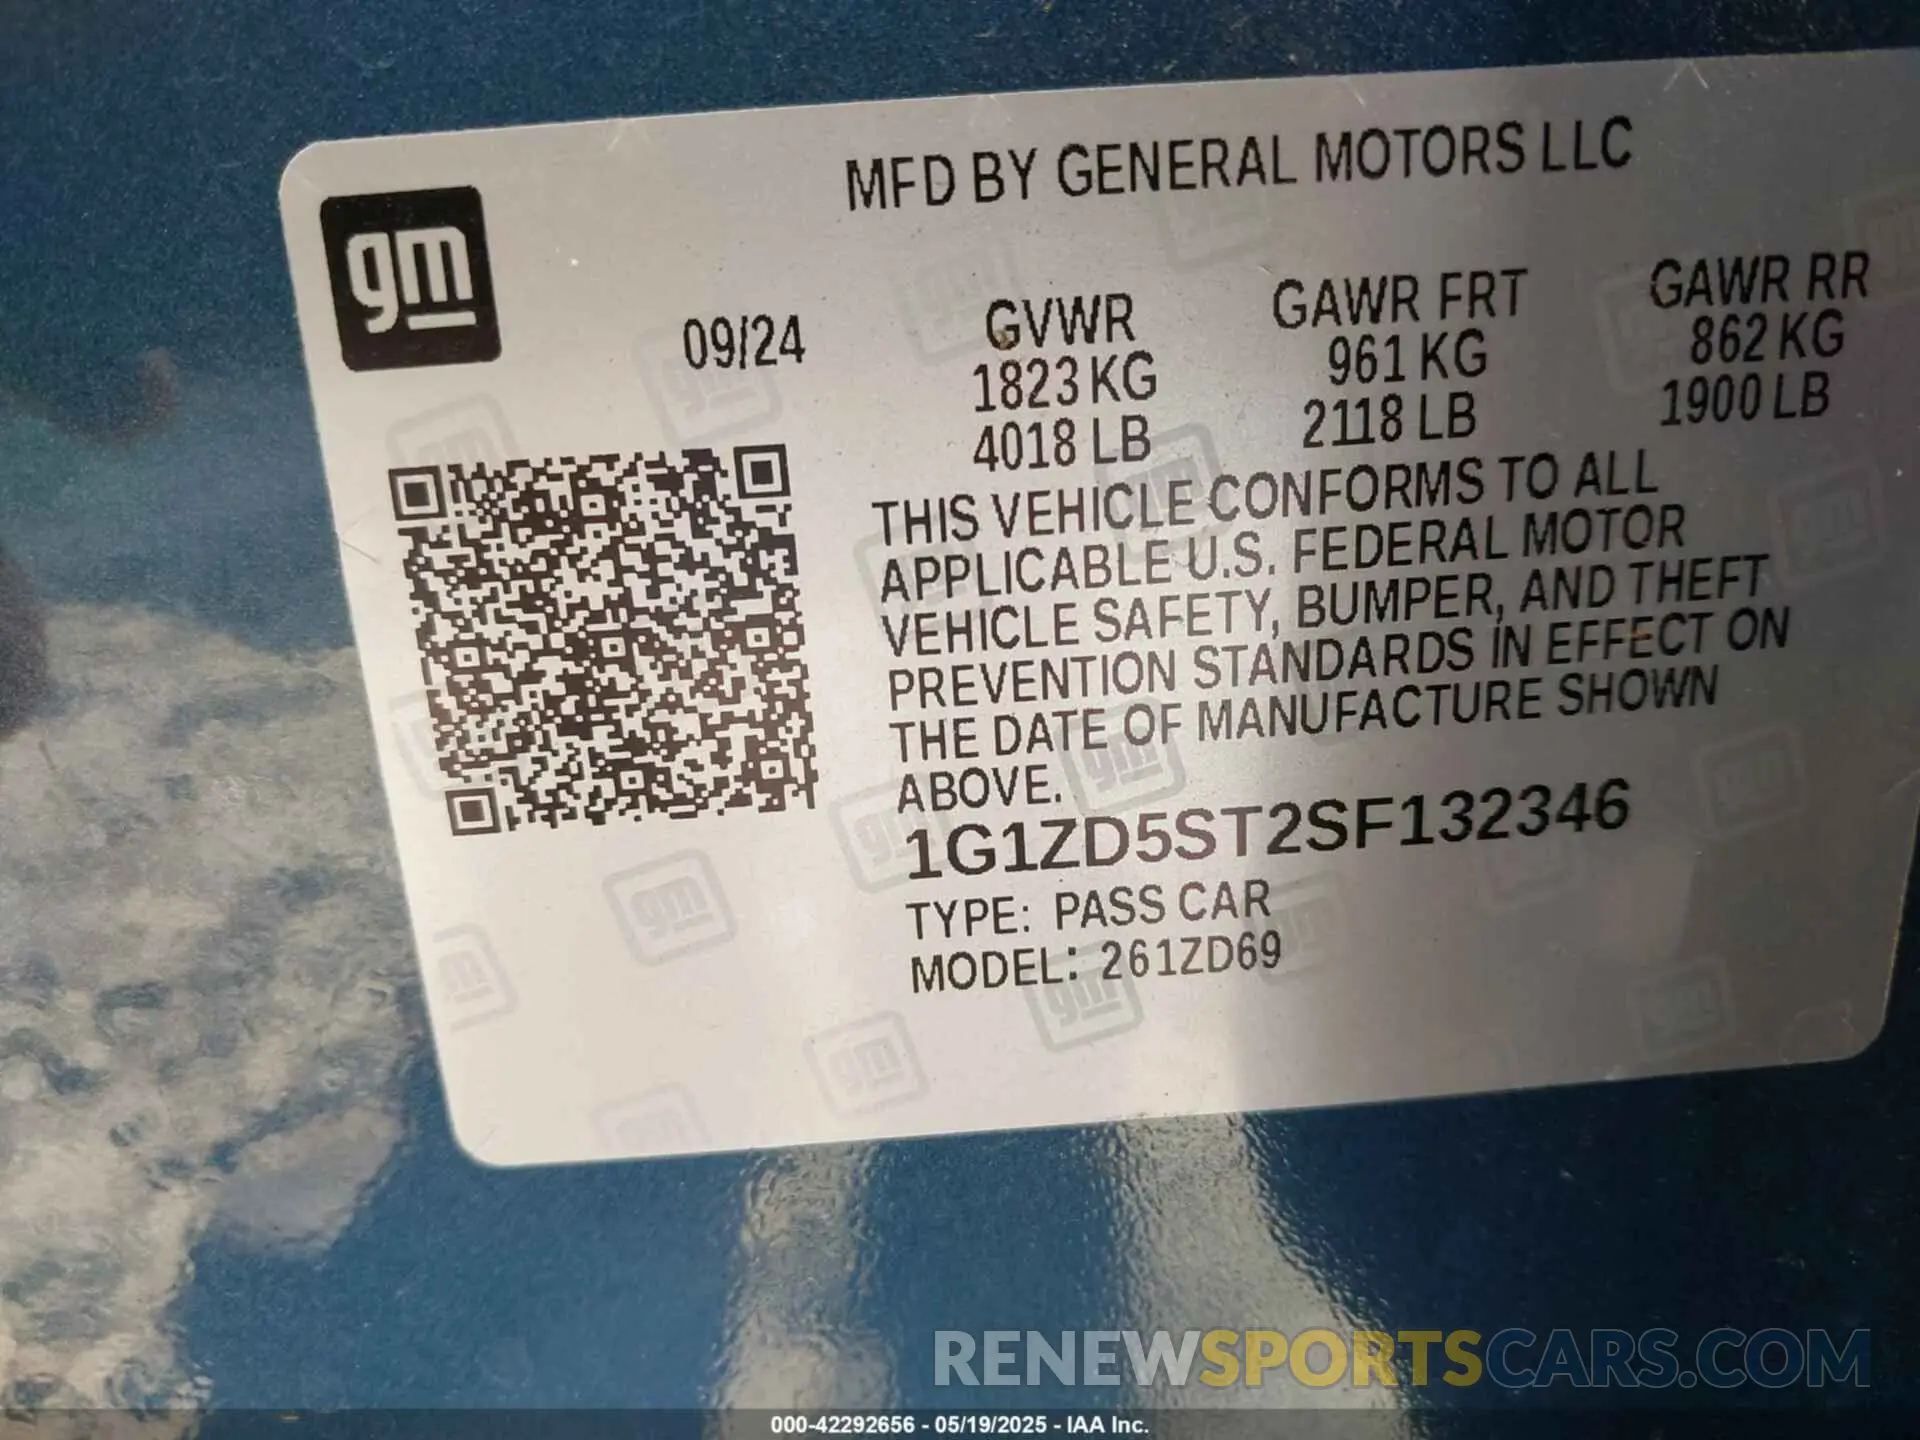 MFD BY GENERAL MOTORS LLC
gm
09/24
GVWR GAWR FRT GAWR RR
1823 KG 961 KG 862 KG
4018 LB 2118 LB 1900 LB
THIS VEHICLE CONFORMS TO ALL
APPLICABLE U.S. FEDERAL MOTOR
VEHICLE SAFETY, BUMPER, AND THEFT
PREVENTION STANDARDS IN EFFECT ON
THE DATE OF MANUFACTURE SHOWN
ABOVE.
1G1ZD5ST2SF132346
TYPE: PASS CAR
MODEL: 261ZD69
RENEWSPORTSCARS.COM
000-42292656 - 05/19/2025 - IAA Inc.